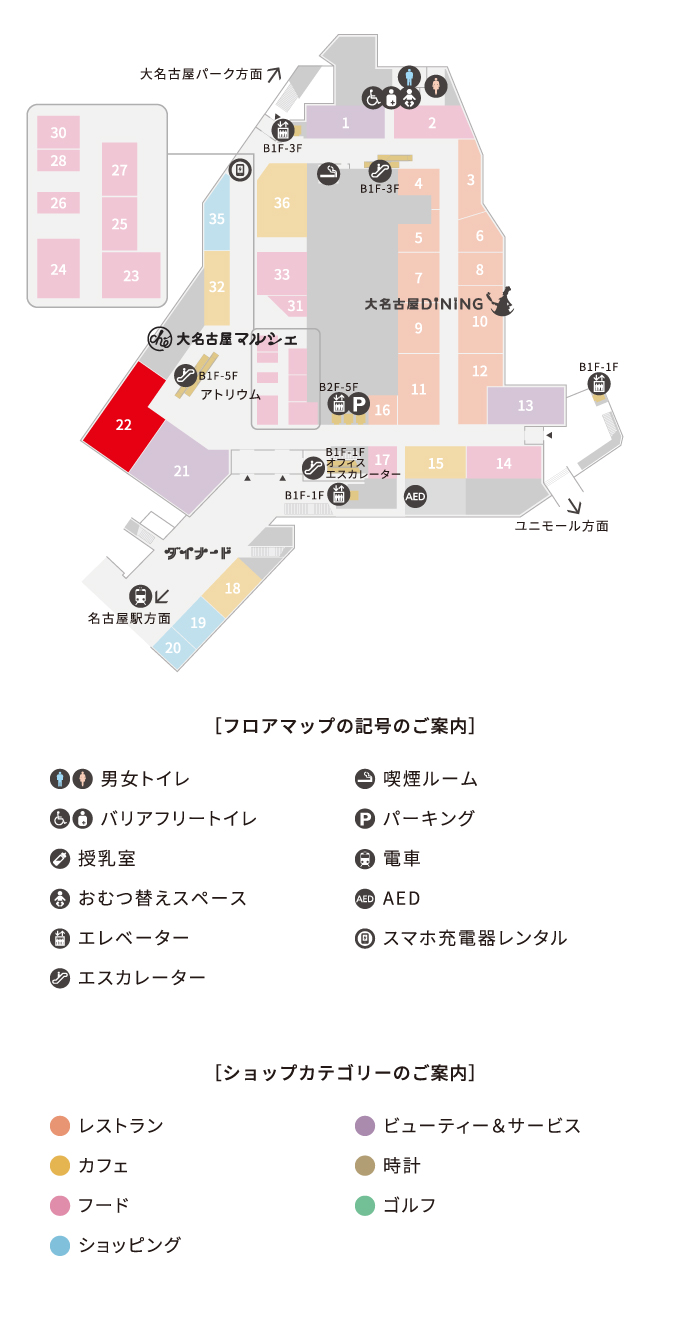 大名古屋パーク方面
1
2
B1F-3F
30
28
27
26
25
24
23
B1F-3F
3
4
36
35
5
6
33
7
8
32
31
大名古屋DINING
10
9
chō
大名古屋マルシェ
B1F-5F
アトリウム
B2F-5F
P
12
11
16
13
B1F-1F
22
21
B1F-1F
オフィス
エスカレーター
17
15
14
B1F-1F
AED
ユニモール方面
ダイナード
18
19
20
名古屋駅方面
［フロアマップの記号のご案内］
男女トイレ
喫煙ルーム
バリアフリートイレ
P
パーキング
授乳室
電車
おむつ替えスペース
AED
AED
エレベーター
スマホ充電器レンタル
エスカレーター
［ショップカテゴリーのご案内］
レストラン
ビューティー＆サービス
カフェ
時計
フード
ゴルフ
ショッピング